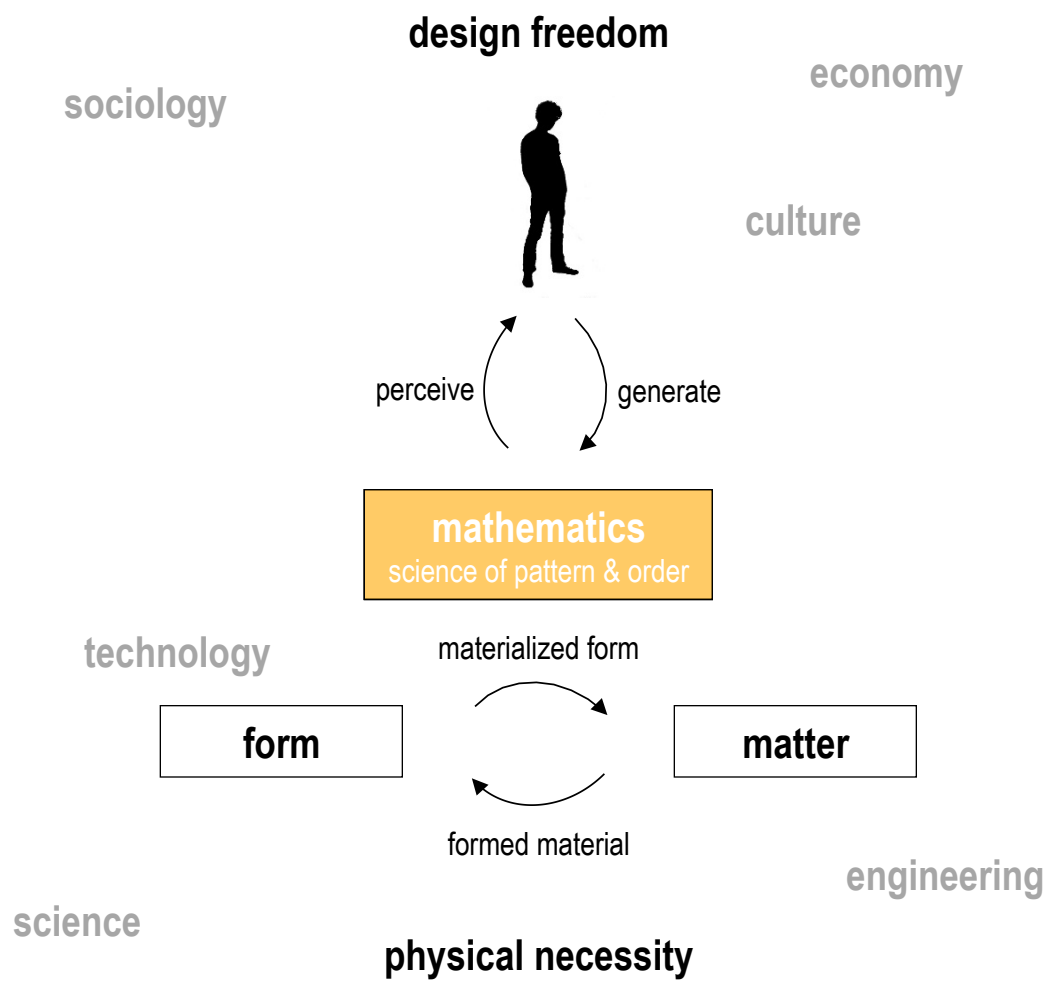 design freedom
economy
sociology
culture
perceive
generate
mathematics
science of pattern & order
technology
materialized form
form
matter
formed material
engineering
science
physical necessity